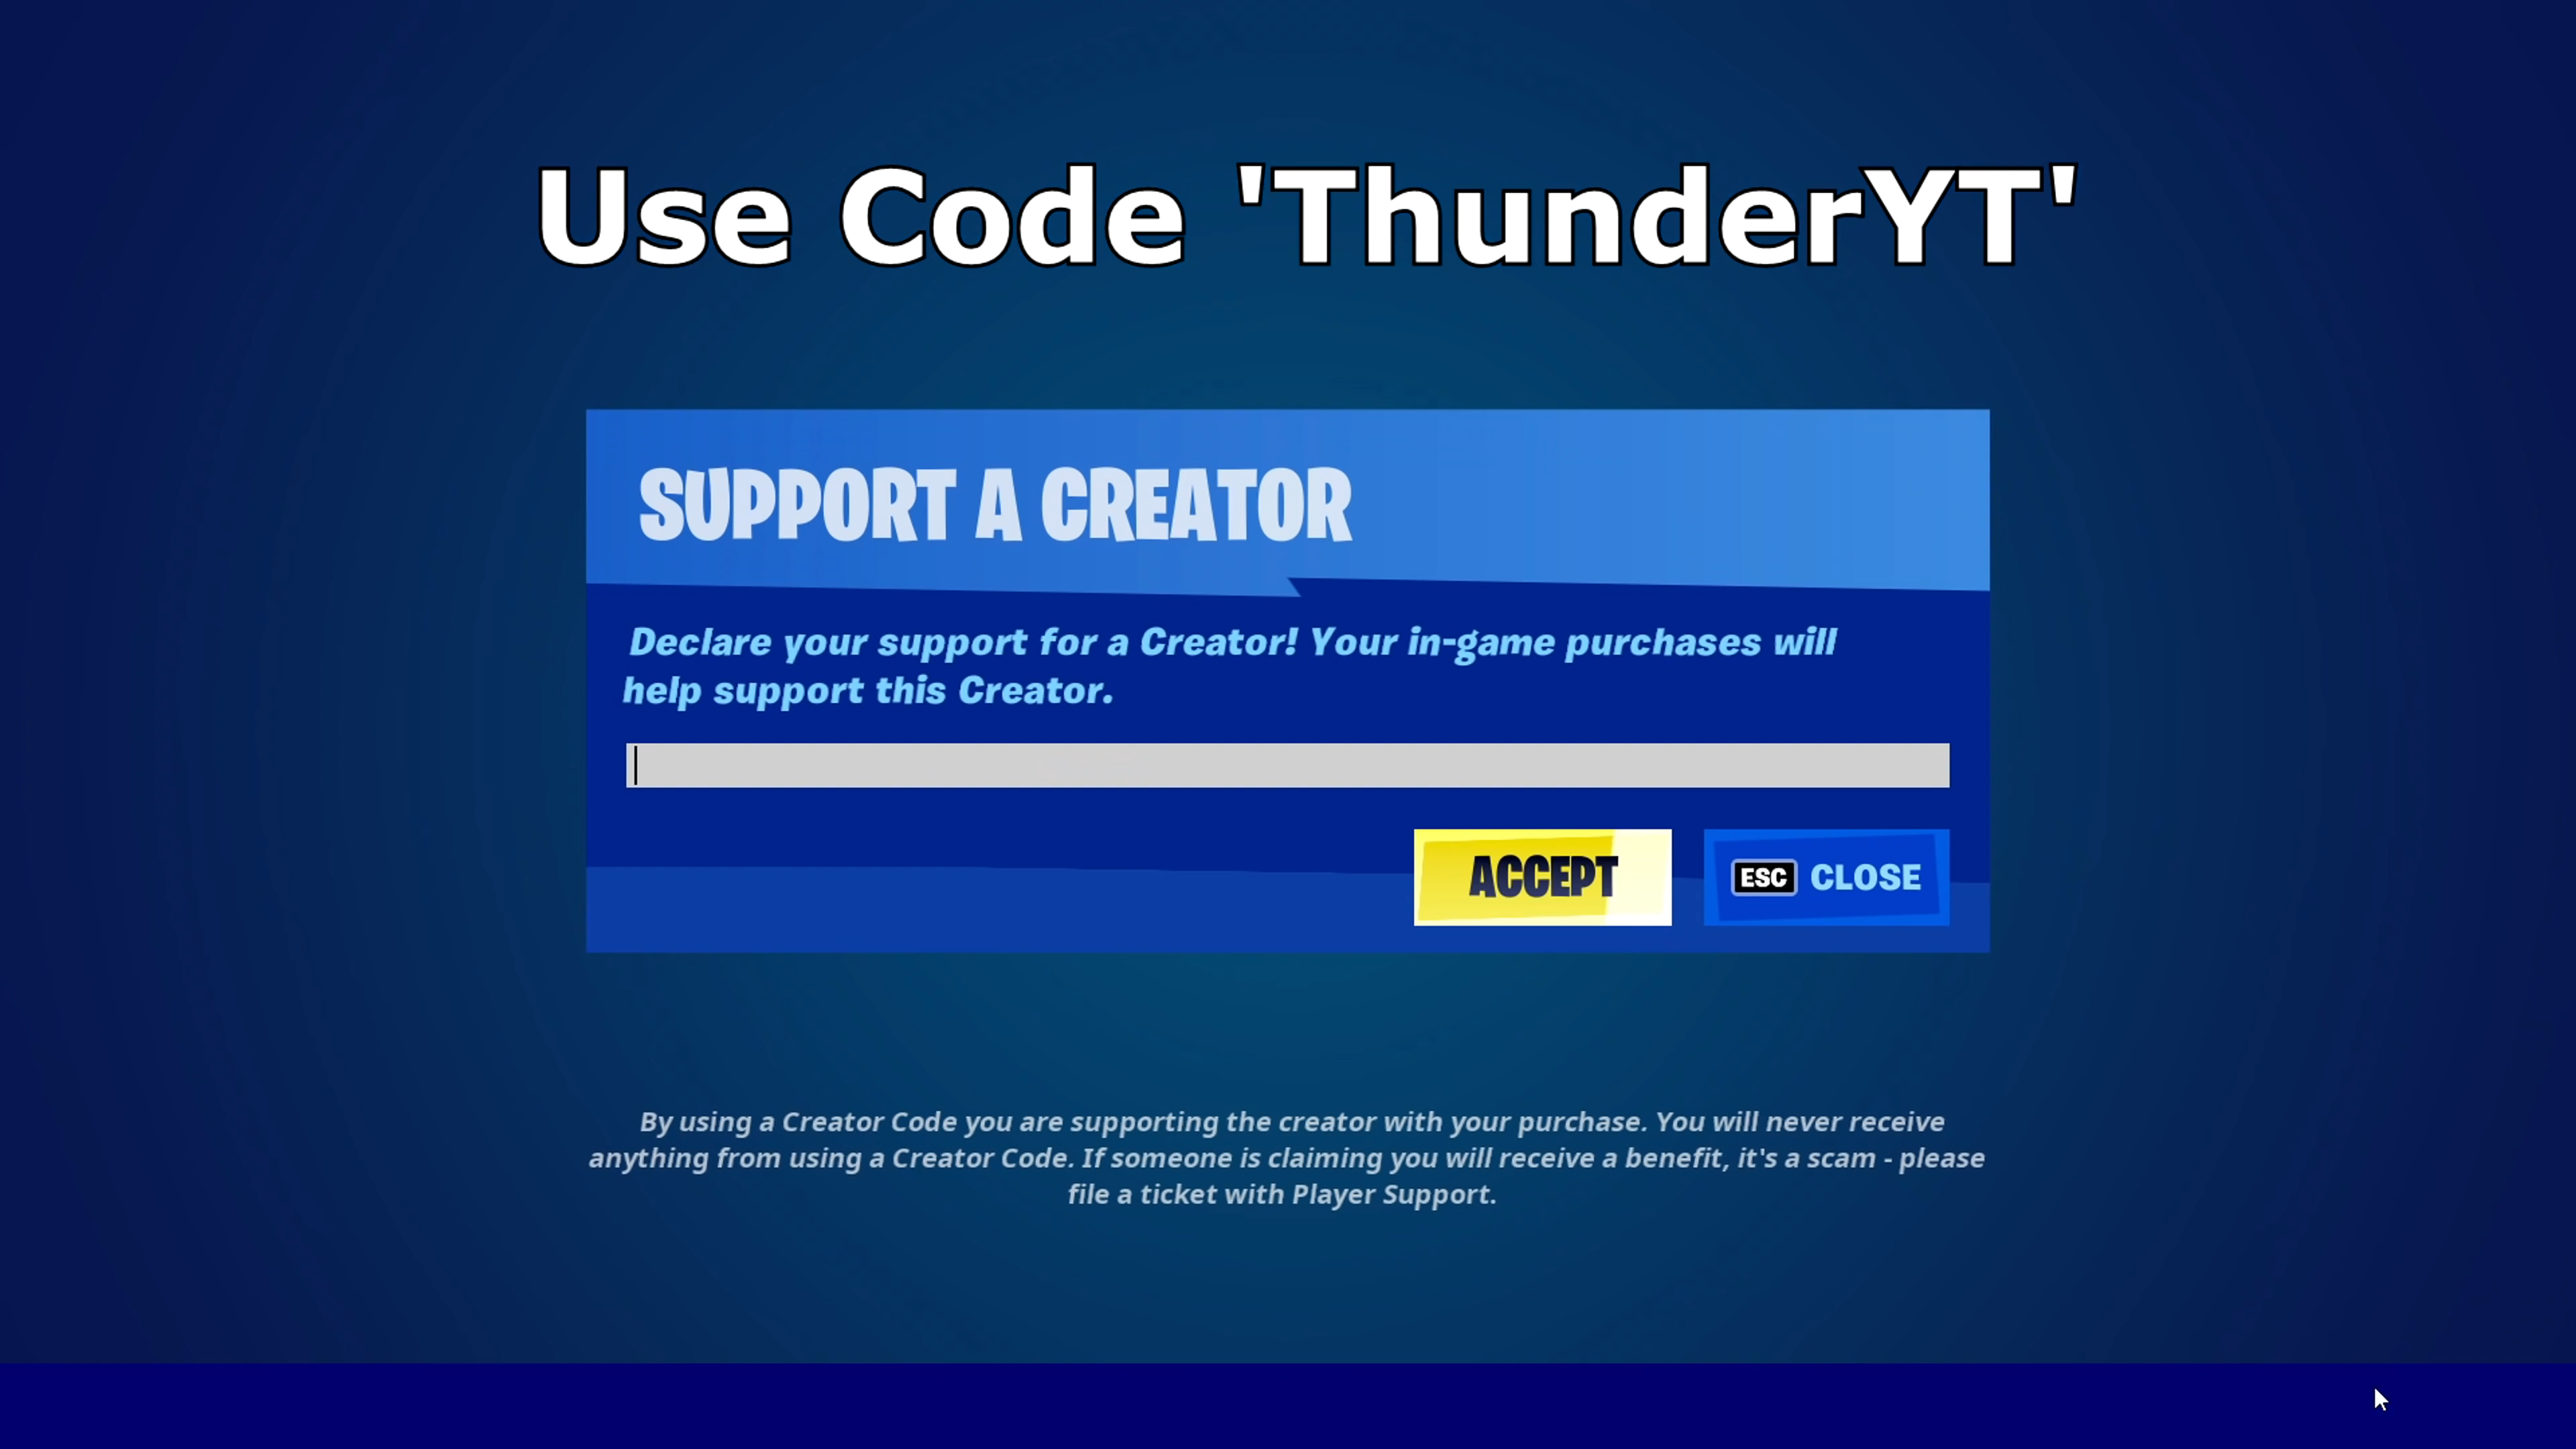 Use Code 'ThunderYT'
SUPPORT A CREATOR
Declare your support for a Creator! Your in-game purchases will
help support this Creator.
ACCEPT
ESC CLOSE
By using a Creator Code you are supporting the creator with your purchase. You will never receive
anything from using a Creator Code. If someone is claiming you will receive a benefit, it's a scam - please
file a ticket with Player Support.